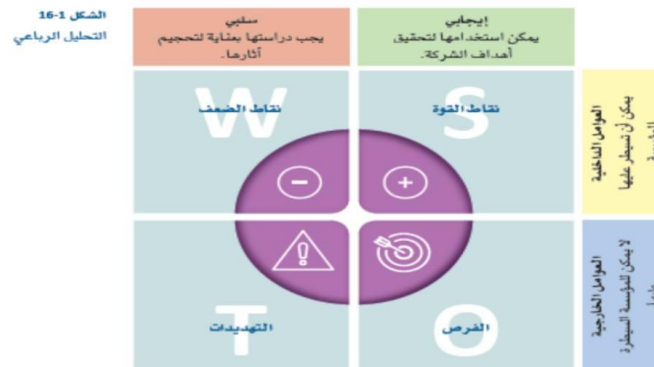 الشكل 1-16
التحليل الرباعي
إيجابي
يمكن استخدامها لتحقيق
أهداف الشركة.
سلبي
يجب دراستها بعناية لتحجيم
آثارها.
S
نقاط القوة
W
نقاط الضعف
العوامل الداخلية
يمكن أن تسيطر عليها
O
الفرص
T
التهديدات
العوامل الخارجية
لا يمكن للمؤسسة السيطرة